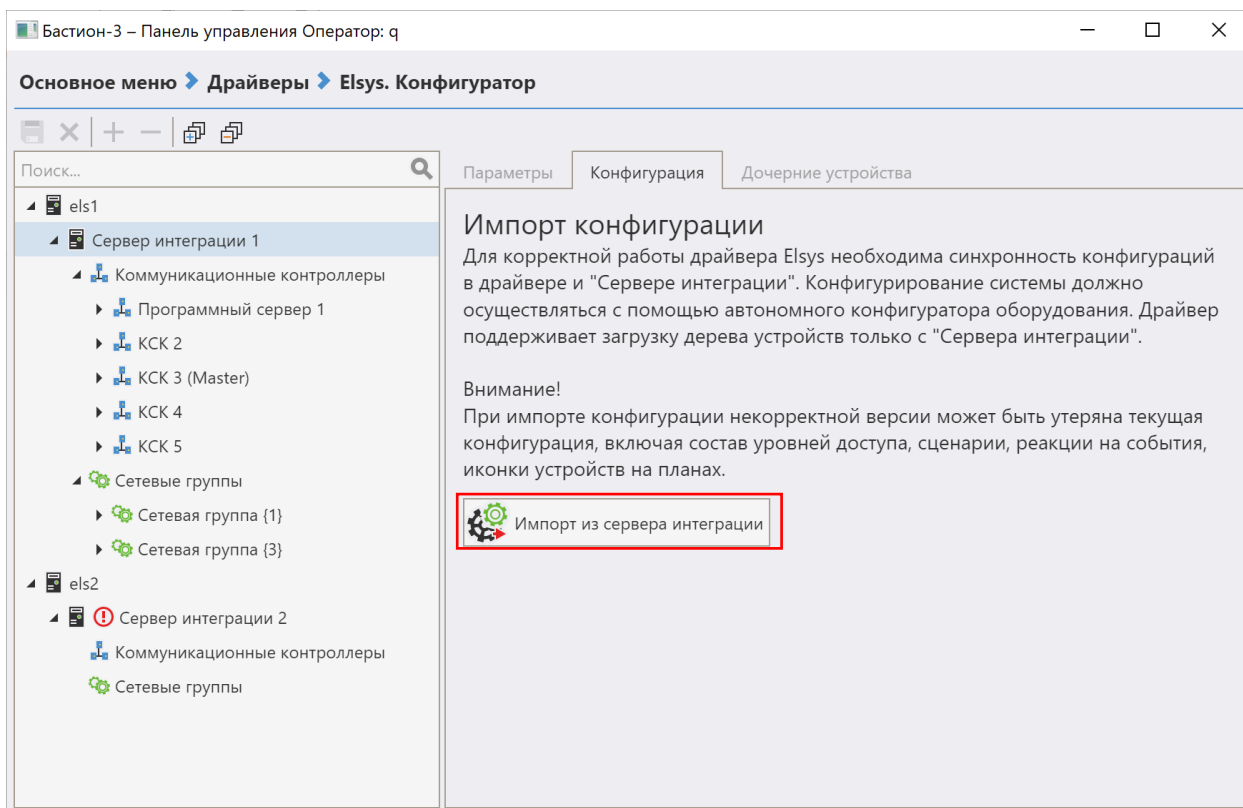 Бастион-3 – Панель управления Оператор: q
Основное меню Драйверы Elsys. Конфигуратор
Поиск...
els1
Сервер интеграции 1
Коммуникационные контроллеры
Программный сервер 1
КСК 2
КСК 3 (Master)
КСК 4
КСК 5
Сетевые группы
Сетевая группа {1}
Сетевая группа {3}
els2
Сервер интеграции 2
Коммуникационные контроллеры
Сетевые группы
Параметры Конфигурация Дочерние устройства
Импорт конфигурации
Для корректной работы драйвера Elsys необходима синхронность конфигураций
в драйвере и "Сервере интеграции". Конфигурирование системы должно
осуществляться с помощью автономного конфигуратора оборудования. Драйвер
поддерживает загрузку дерева устройств только с "Сервера интеграции".
Внимание!
При импорте конфигурации некорректной версии может быть утеряна текущая
конфигурация, включая состав уровней доступа, сценарии, реакции на события,
иконки устройств на планах.
Импорт из сервера интеграции